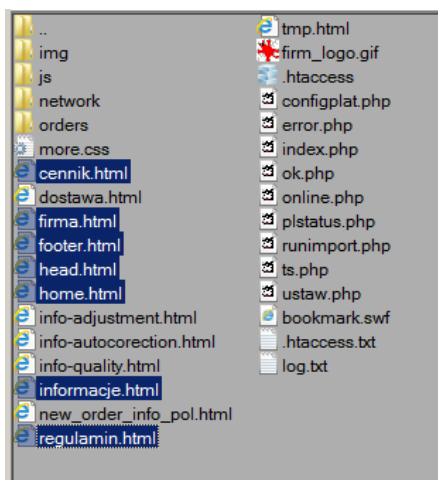 ..
img
js
network
orders
more.css
cennik.html
dostawa.html
firma.html
footer.html
head.html
home.html
info-adjustment.html
info-autocorection.html
info-quality.html
informacje.html
new_order_info_pol.html
regulamin.html
tmp.html
firm_logo.gif
.htaccess
configplat.php
error.php
index.php
ok.php
online.php
plstatus.php
runimport.php
ts.php
ustaw.php
bookmark.swf
.htaccess.txt
log.txt